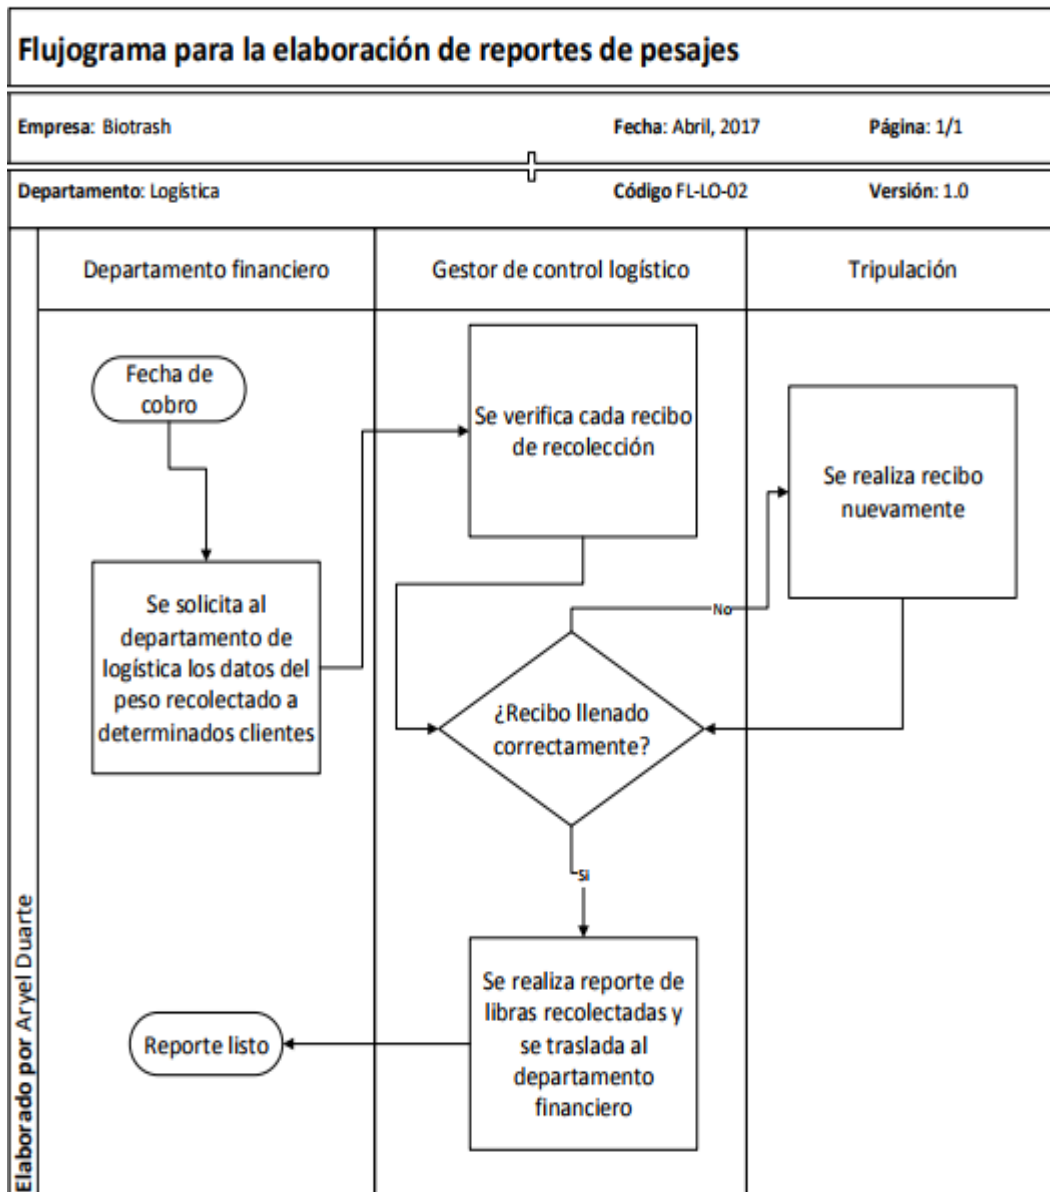 Flujograma para la elaboración de reportes de pesajes
Empresa: Biotrash
Fecha: Abril, 2017
Página: 1/1
Departamento: Logística
Código FL-LO-02
Versión: 1.0
Departamento financiero
Gestor de control logístico
Tripulación
Fecha de
cobro
Se verifica cada recibo
de recolección
Se realiza recibo
nuevamente
Se solicita al
departamento de
logística los datos del
peso recolectado a
determinados clientes
No
¿Recibo llenado
correctamente?
Si
Se realiza reporte de
libras recolectadas y
se traslada al
departamento
financiero
Reporte listo
Elaborado por Aryel Duarte